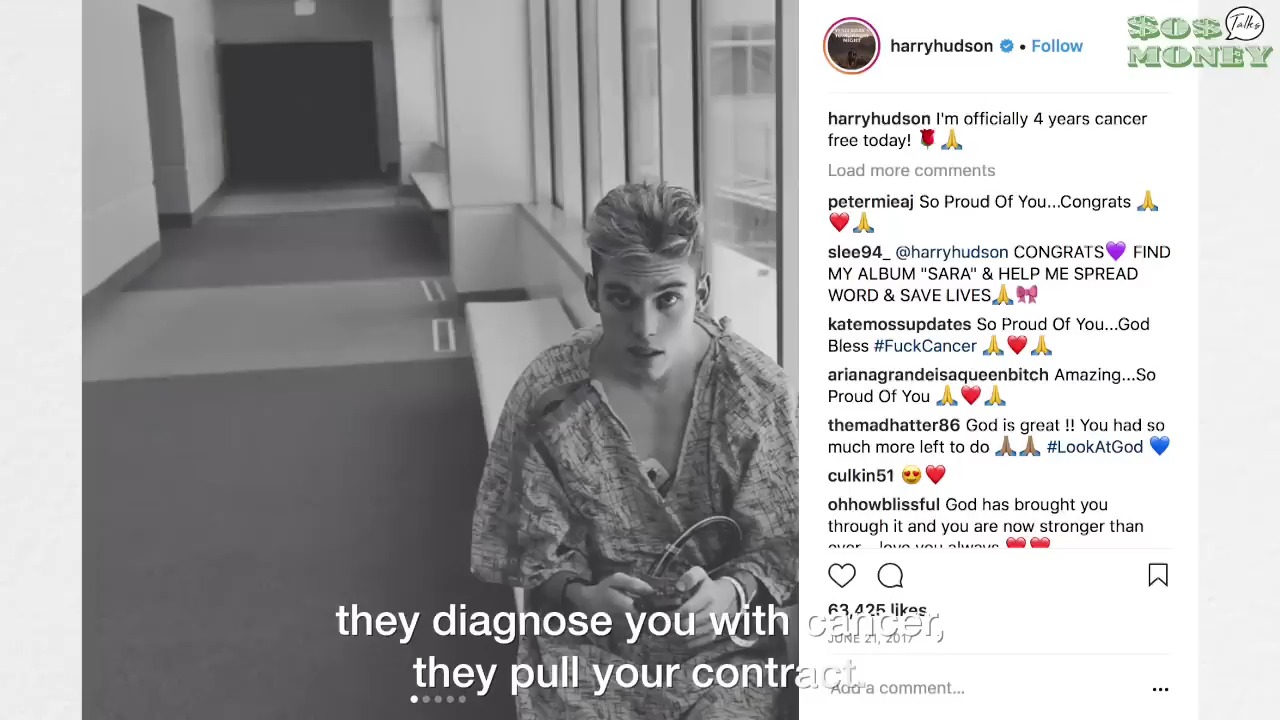 $O$ Talks
MONEY
harryhudson • Follow
harryhudson I'm officially 4 years cancer
free today! 🌹🙏
Load more comments
petermieaj So Proud Of You...Congrats 🙏
❤️🙏
slee94_ @harryhudson CONGRATS💜 FIND
MY ALBUM "SARA" & HELP ME SPREAD
WORD & SAVE LIVES🙏🎀
katemossupdates So Proud Of You...God
Bless #FuckCancer 🙏❤️🙏
arianagrandeisaqueenbitch Amazing...So
Proud Of You 🙏❤️🙏
themadhatter86 God is great !! You had so
much more left to do 🙏🏾🙏🏾 #LookAtGod 💙
culkin51 😍❤️
ohhowblissful God has brought you
through it and you are now stronger than
ever... love you always ❤️❤️
63,425 likes
JUNE 21, 2017
they diagnose you with cancer,
they pull your contract.
Add a comment...